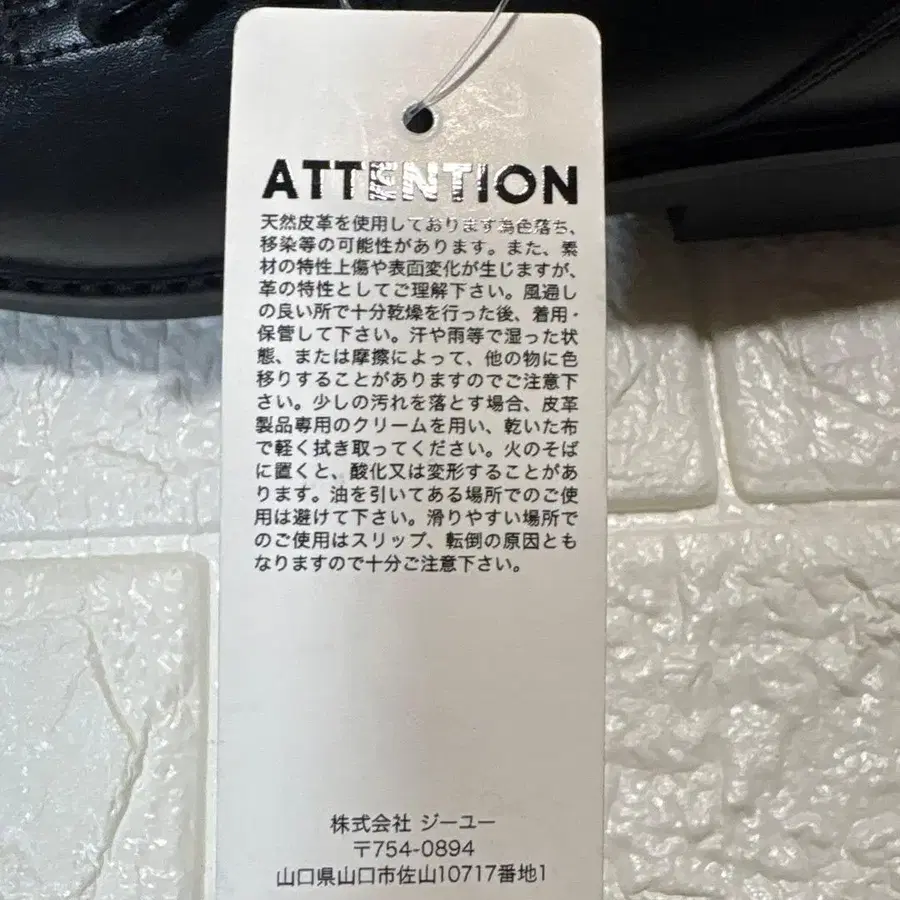 ATTENTION
天然皮革を使用しております為色落ち、
移染等の可能性があります。また、素
材の特性上傷や表面変化が生じますが、
革の特性としてご理解下さい。風通し
の良い所で十分乾燥を行った後、着用・
保管して下さい。汗や雨等で湿った状
態、または摩擦によって、他の物に色
移りすることがありますのでご注意下
さい。少しの汚れを落とす場合、皮革
製品専用のクリームを用い、乾いた布
で軽く拭き取ってください。火のそば
に置くと、酸化又は変形することがあ
ります。油を引いてある場所でのご使
用は避けて下さい。滑りやすい場所で
のご使用はスリップ、転倒の原因とも
なりますので十分ご注意下さい。
株式会社 ジーユー
〒754-0894
山口県山口市佐山10717番地1